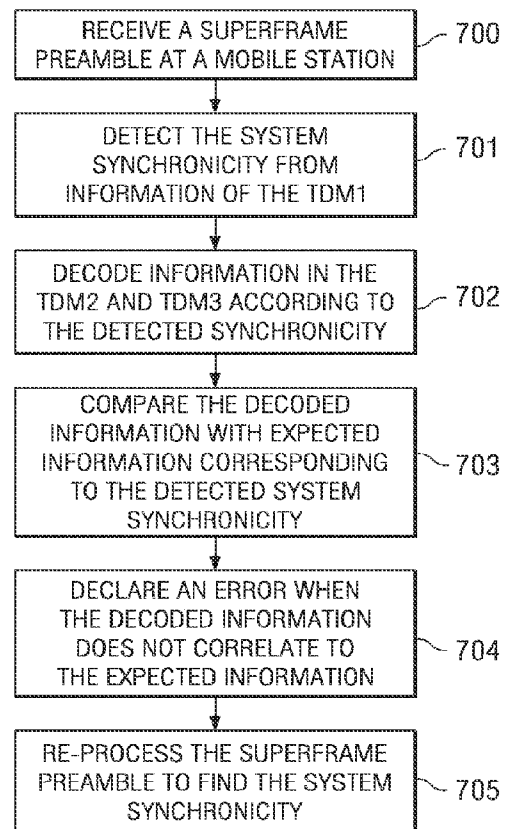 RECEIVE A SUPERFRAME
PREAMBLE AT A MOBILE STATION
700
DETECT THE SYSTEM
SYNCHRONICITY FROM
INFORMATION OF THE TDM1
701
DECODE INFORMATION IN THE
TDM2 AND TDM3 ACCORDING TO
THE DETECTED SYNCHRONICITY
702
COMPARE THE DECODED
INFORMATION WITH EXPECTED
INFORMATION CORRESPONDING
TO THE DETECTED SYSTEM
SYNCHRONICITY
703
DECLARE AN ERROR WHEN
THE DECODED INFORMATION
DOES NOT CORRELATE TO
THE EXPECTED INFORMATION
704
RE-PROCESS THE SUPERFRAME
PREAMBLE TO FIND THE SYSTEM
SYNCHRONICITY
705